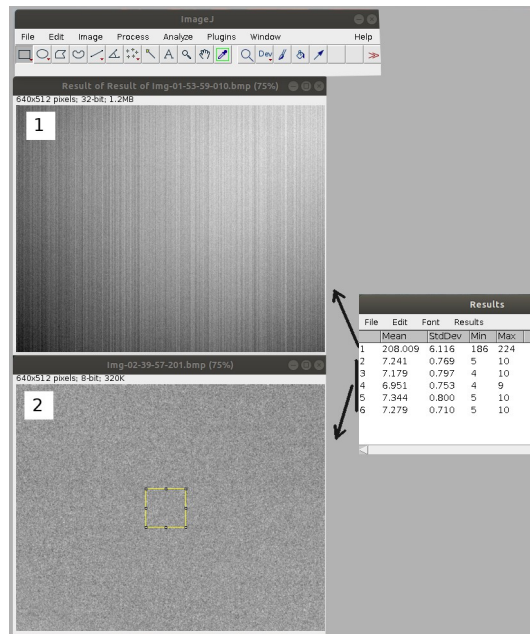 ImageJ
File Edit Image Process Analyze Plugins Window Help
A Dev
Result of Result of Img-01-53-59-010.bmp (75%)
640x512 pixels; 32-bit; 1.2MB
1
Results
File Edit Font Results
Mean StdDev Min Max
1 208.009 6.116 186 224
2 7.241 0.769 5 10
3 7.179 0.797 4 10
4 6.951 0.753 4 9
5 7.344 0.800 5 10
6 7.279 0.710 5 10
Img-02-39-57-201.bmp (75%)
640x512 pixels; 8-bit; 320K
2